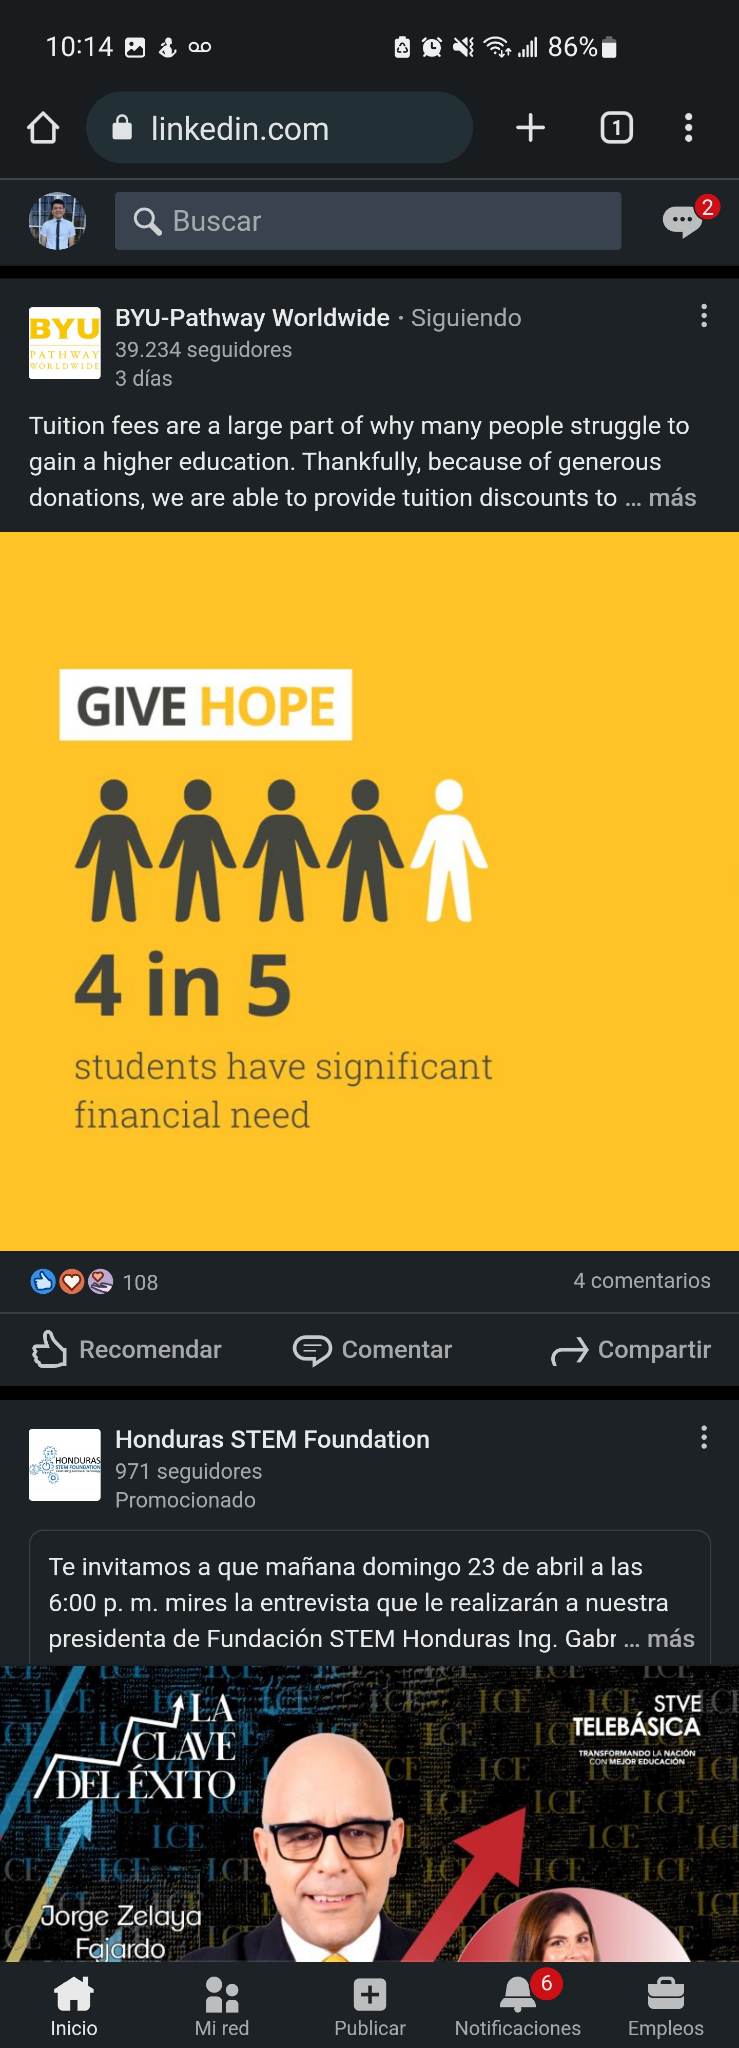 10:14
86%
linkedin.com
1
Buscar
2
BYU
PATHWAY
WORLDWIDE
BYU-Pathway Worldwide · Siguiendo
39.234 seguidores
3 días
Tuition fees are a large part of why many people struggle to
gain a higher education. Thankfully, because of generous
donations, we are able to provide tuition discounts to ... más
GIVE HOPE
4 in 5
students have significant
financial need
108
4 comentarios
Recomendar
Comentar
Compartir
HONDURAS
STEM FOUNDATION
Honduras STEM Foundation
971 seguidores
Promocionado
Te invitamos a que mañana domingo 23 de abril a las
6:00 p. m. mires la entrevista que le realizarán a nuestra
presidenta de Fundación STEM Honduras Ing. Gabr ... más
LA
CLAVE
DEL ÉXITO
STVE
TELEBÁSICA
TRANSFORMANDO LA NACIÓN
CON MEJOR EDUCACIÓN
Jorge Zelaya
Fajardo
6
Inicio
Mi red
Publicar
Notificaciones
Empleos